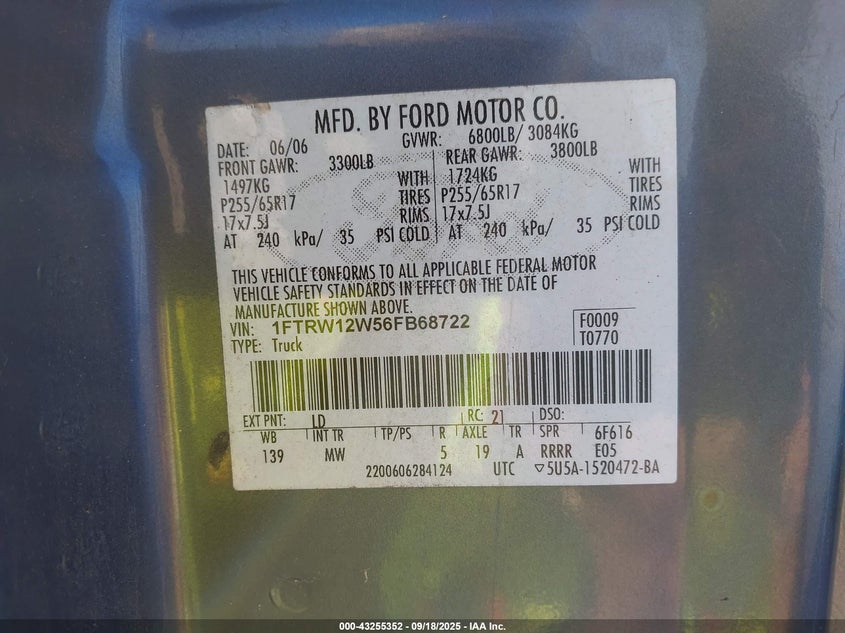 MFD. BY FORD MOTOR CO.
DATE: 06/06 GVWR: 6800LB/ 3084KG
FRONT GAWR: 3300LB REAR GAWR: 3800LB
1497KG WITH 1724KG WITH
P255/65R17 TIRES P255/65R17 TIRES
17x7.5J RIMS 17x7.5J RIMS
AT 240 kPa/ 35 PSI COLD AT 240 kPa/ 35 PSI COLD
THIS VEHICLE CONFORMS TO ALL APPLICABLE FEDERAL MOTOR
VEHICLE SAFETY STANDARDS IN EFFECT ON THE DATE OF
MANUFACTURE SHOWN ABOVE.
VIN: 1FTRW12W56FB68722 F0009
TYPE: Truck T0770
EXT PNT: LD RC: 21 DSO:
WB INT TR TP/PS R AXLE TR SPR 6F616
139 MW 5 19 A RRRR E05
2200606284124 UTC ▽5U5A-1520472-BA
000-43255352 | 09/18/2025 - IAA Inc.